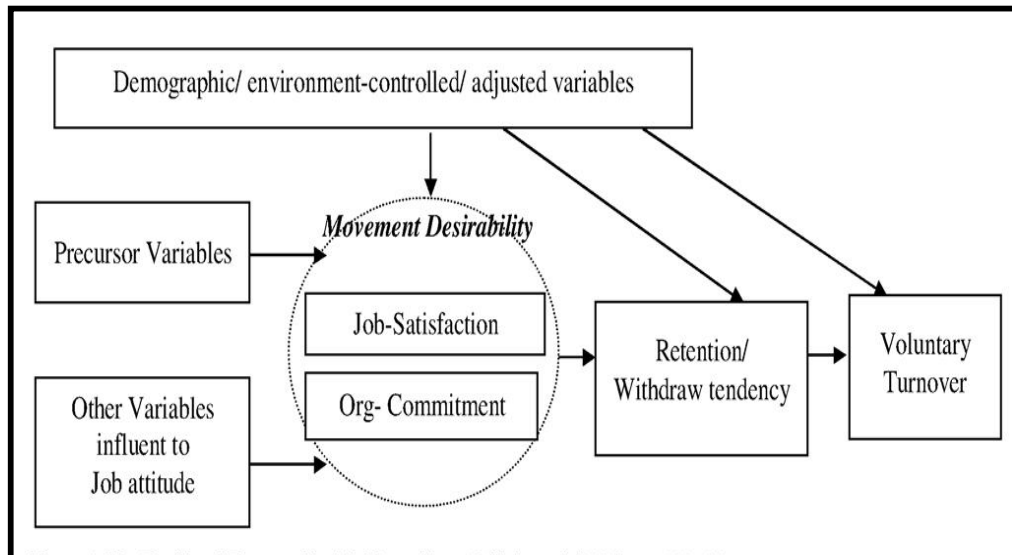 Demographic/ environment-controlled/ adjusted variables
Movement Desirability
Precursor Variables
Job-Satisfaction
Org- Commitment
Other Variables
influent to
Job attitude
Retention/
Withdraw tendency
Voluntary
Turnover